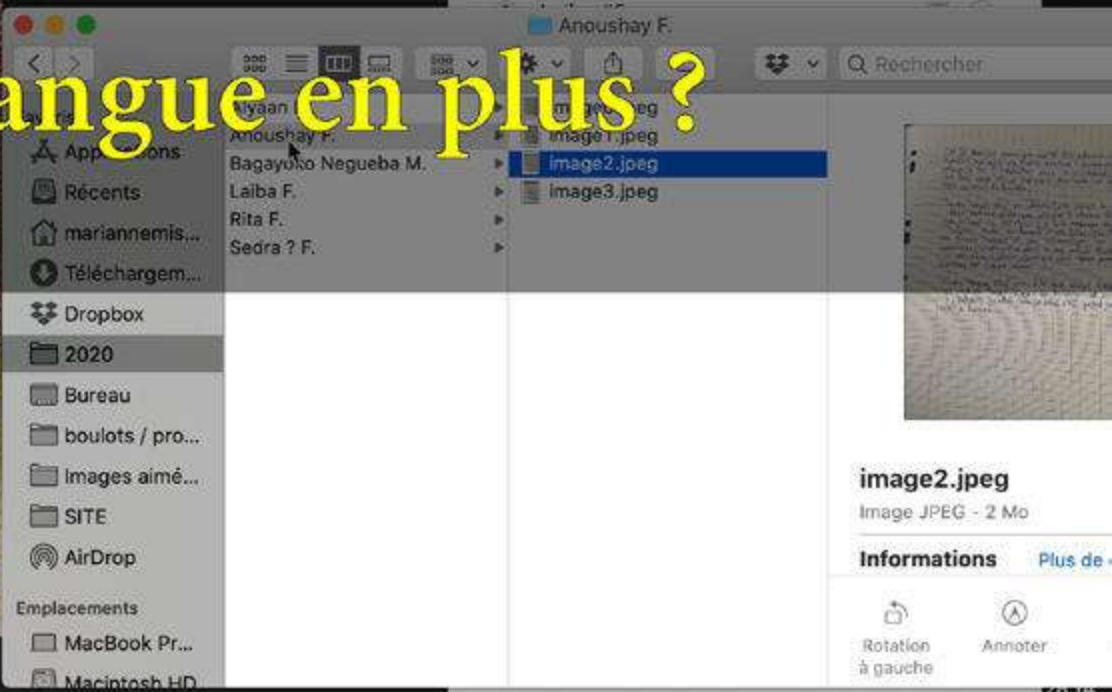 Anoushay F.
Rechercher
angue en plus ?
Alyaan
Anoushay F.
image1.jpeg
Applications
Bagayoko Negueba M.
image2.jpeg
Récents
Laiba F.
image3.jpeg
Rita F.
mariannemis...
Sedra ? F.
Téléchargem...
Dropbox
2020
Bureau
boulots / pro...
Images aimé...
SITE
AirDrop
Emplacements
MacBook Pr...
Macintosh HD
image2.jpeg
Image JPEG - 2 Mo
Informations
Plus de
Rotation
à gauche
Annoter